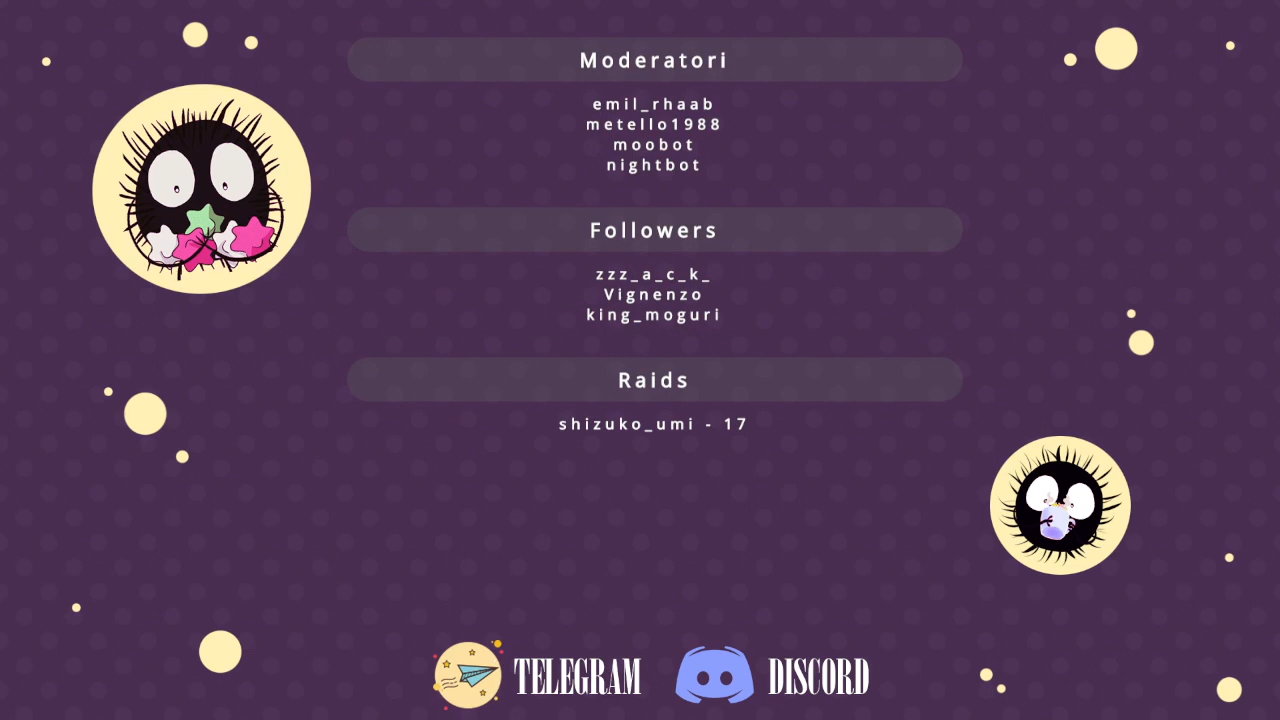 Moderatori
emil_rhaab
metello1988
moobot
nightbot
Followers
zzz_a_c_k_
Vignenzo
king_moguri
Raids
shizuko_umi - 17
TELEGRAM DISCORD